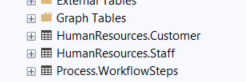 External Tables
Graph Tables
HumanResources.Customer
HumanResources.Staff
Process.WorkflowSteps